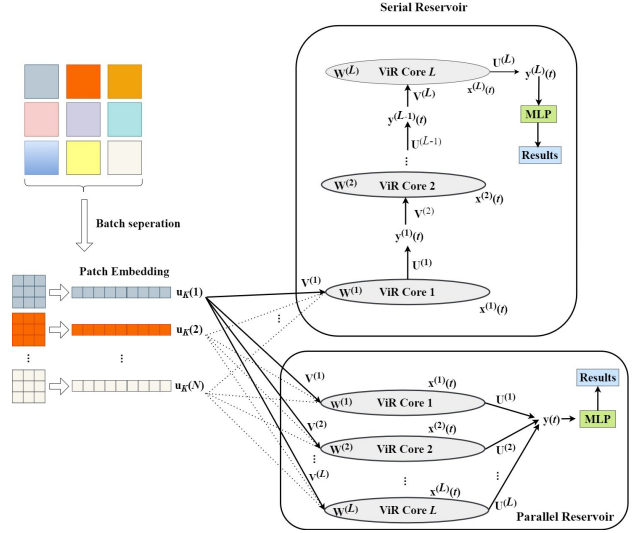 Serial Reservoir
W(L) ViR Core L U(L) y(L)(t)
x(L)(t)
V(L)
MLP
y(L-1)(t)
U(L-1)
Results
...
W(2) ViR Core 2
x(2)(t)
V(2)
y(1)(t)
U(1)
V(1)
W(1) ViR Core 1
x(1)(t)
...
Batch seperation
Patch Embedding
uK(1)
uK(2)
... ... ...
uK(N)
V(1)
x(1)(t)
W(1) ViR Core 1
U(1)
Results
V(2)
x(2)(t)
y(t)
MLP
W(2) ViR Core 2
U(2)
...
V(L)
...
x(L)(t)
...
W(L) ViR Core L
U(L)
Parallel Reservoir